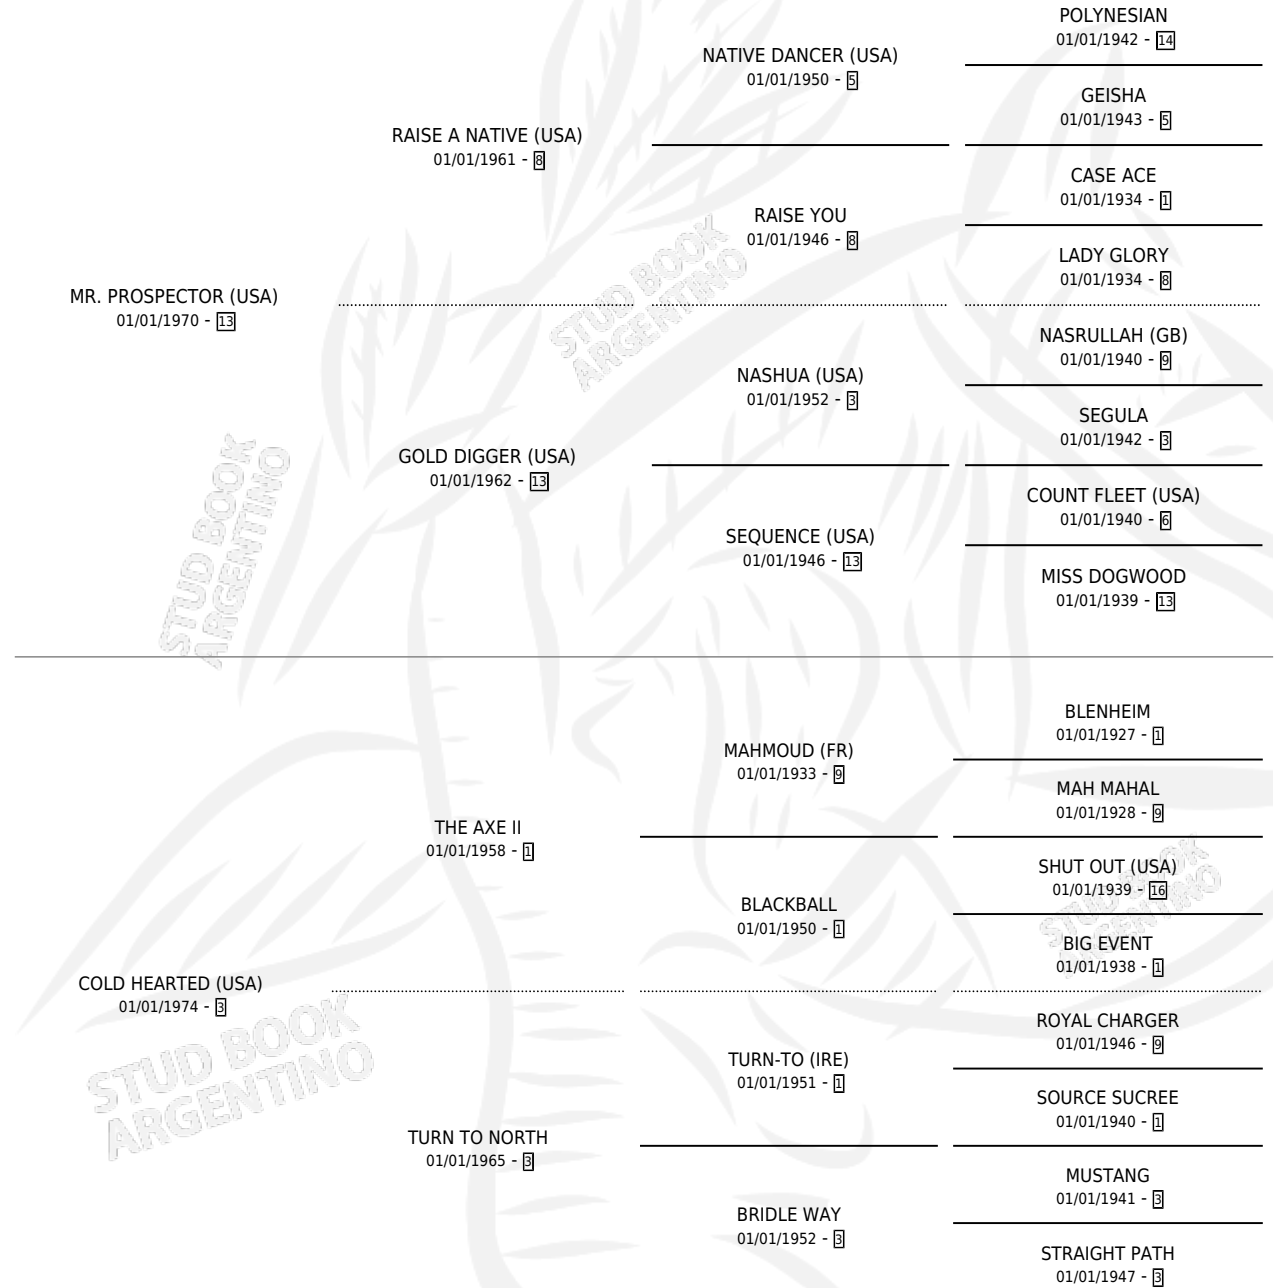 POLYNESIAN
01/01/1942 - 14
NATIVE DANCER (USA)
01/01/1950 - 5
GEISHA
01/01/1943 - 5
RAISE A NATIVE (USA)
01/01/1961 - 8
CASE ACE
01/01/1934 - 1
RAISE YOU
01/01/1946 - 8
LADY GLORY
01/01/1934 - 8
MR. PROSPECTOR (USA)
01/01/1970 - 13
NASRULLAH (GB)
01/01/1940 - 9
NASHUA (USA)
01/01/1952 - 3
SEGULA
01/01/1942 - 3
GOLD DIGGER (USA)
01/01/1962 - 13
COUNT FLEET (USA)
01/01/1940 - 6
SEQUENCE (USA)
01/01/1946 - 13
MISS DOGWOOD
01/01/1939 - 13
BLENHEIM
01/01/1927 - 1
MAHMOUD (FR)
01/01/1933 - 9
MAH MAHAL
01/01/1928 - 9
THE AXE II
01/01/1958 - 1
SHUT OUT (USA)
01/01/1939 - 16
BLACKBALL
01/01/1950 - 1
BIG EVENT
01/01/1938 - 1
COLD HEARTED (USA)
01/01/1974 - 3
ROYAL CHARGER
01/01/1946 - 9
TURN-TO (IRE)
01/01/1951 - 1
SOURCE SUCREE
01/01/1940 - 1
TURN TO NORTH
01/01/1965 - 3
MUSTANG
01/01/1941 - 3
BRIDLE WAY
01/01/1952 - 3
STRAIGHT PATH
01/01/1947 - 3
STUD BOOK
ARGENTINO
STUD BOOK
ARGENTINO
STUD BOOK
ARGENTINO
STUD BOOK
ARGENTINO